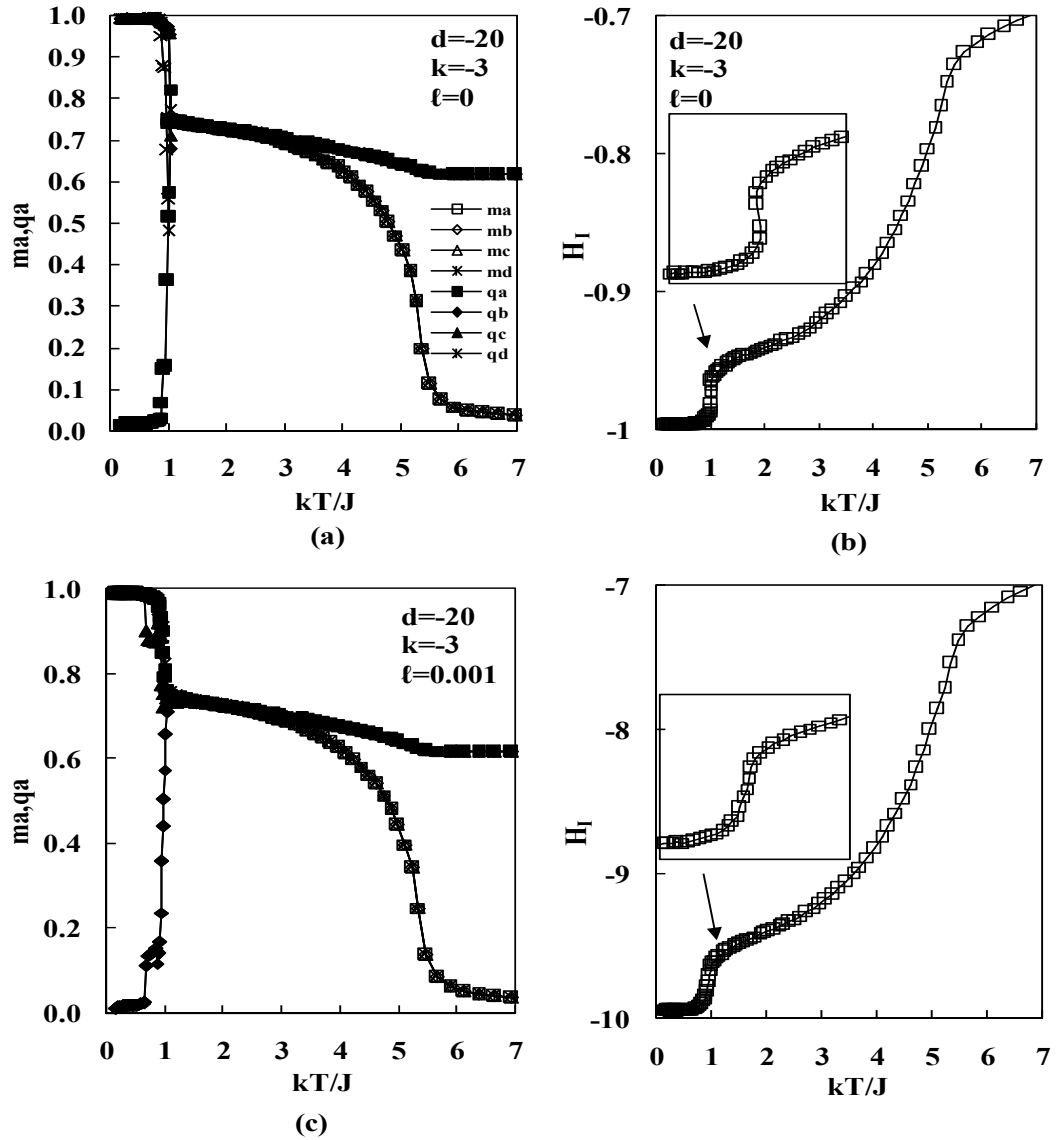 1.0
0.9
0.8
0.7
0.6
0.5
0.4
0.3
0.2
0.1
0.0
ma,qa
d=-20
k=-3
ℓ=0
ma
mb
mc
md
qa
qb
qc
qd
0 1 2 3 4 5 6 7
kT/J
(a)
-0.7
-0.8
-0.9
-1
H_I
d=-20
k=-3
ℓ=0
0 1 2 3 4 5 6 7
kT/J
(b)
1.0
0.8
0.6
0.4
0.2
0.0
ma,qa
d=-20
k=-3
ℓ=0.001
0 1 2 3 4 5 6 7
kT/J
(c)
-7
-8
-9
-10
H_I
0 1 2 3 4 5 6 7
kT/J